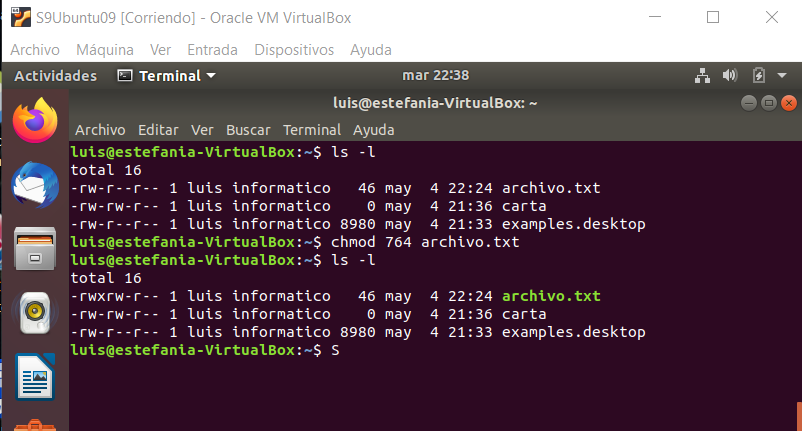 S9Ubuntu09 [Corriendo] - Oracle VM VirtualBox
Archivo Máquina Ver Entrada Dispositivos Ayuda
Actividades Terminal mar 22:38
luis@estefania-VirtualBox: ~
Archivo Editar Ver Buscar Terminal Ayuda
luis@estefania-VirtualBox:~$ ls -l
total 16
-rw-r--r-- 1 luis informatico   46 may  4 22:24 archivo.txt
-rw-rw-r-- 1 luis informatico    0 may  4 21:36 carta
-rw-r--r-- 1 luis informatico 8980 may  4 21:33 examples.desktop
luis@estefania-VirtualBox:~$ chmod 764 archivo.txt
luis@estefania-VirtualBox:~$ ls -l
total 16
-rwxrw-r-- 1 luis informatico   46 may  4 22:24 archivo.txt
-rw-rw-r-- 1 luis informatico    0 may  4 21:36 carta
-rw-r--r-- 1 luis informatico 8980 may  4 21:33 examples.desktop
luis@estefania-VirtualBox:~$ S